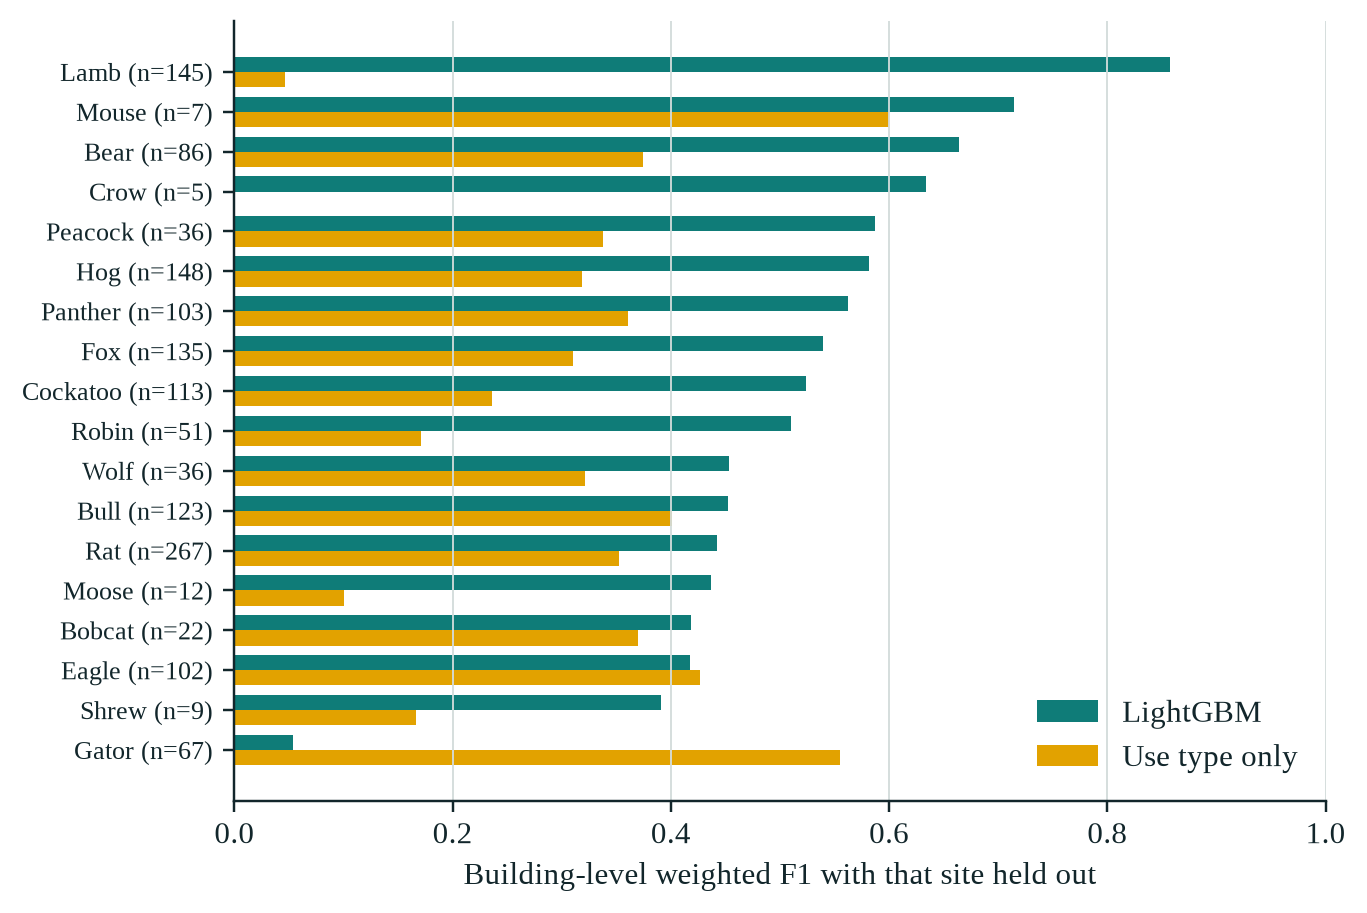 Lamb (n=145)
Mouse (n=7)
Bear (n=86)
Crow (n=5)
Peacock (n=36)
Hog (n=148)
Panther (n=103)
Fox (n=135)
Cockatoo (n=113)
Robin (n=51)
Wolf (n=36)
Bull (n=123)
Rat (n=267)
Moose (n=12)
Bobcat (n=22)
Eagle (n=102)
Shrew (n=9)
Gator (n=67)
LightGBM
Use type only
0.0 0.2 0.4 0.6 0.8 1.0
Building-level weighted F1 with that site held out